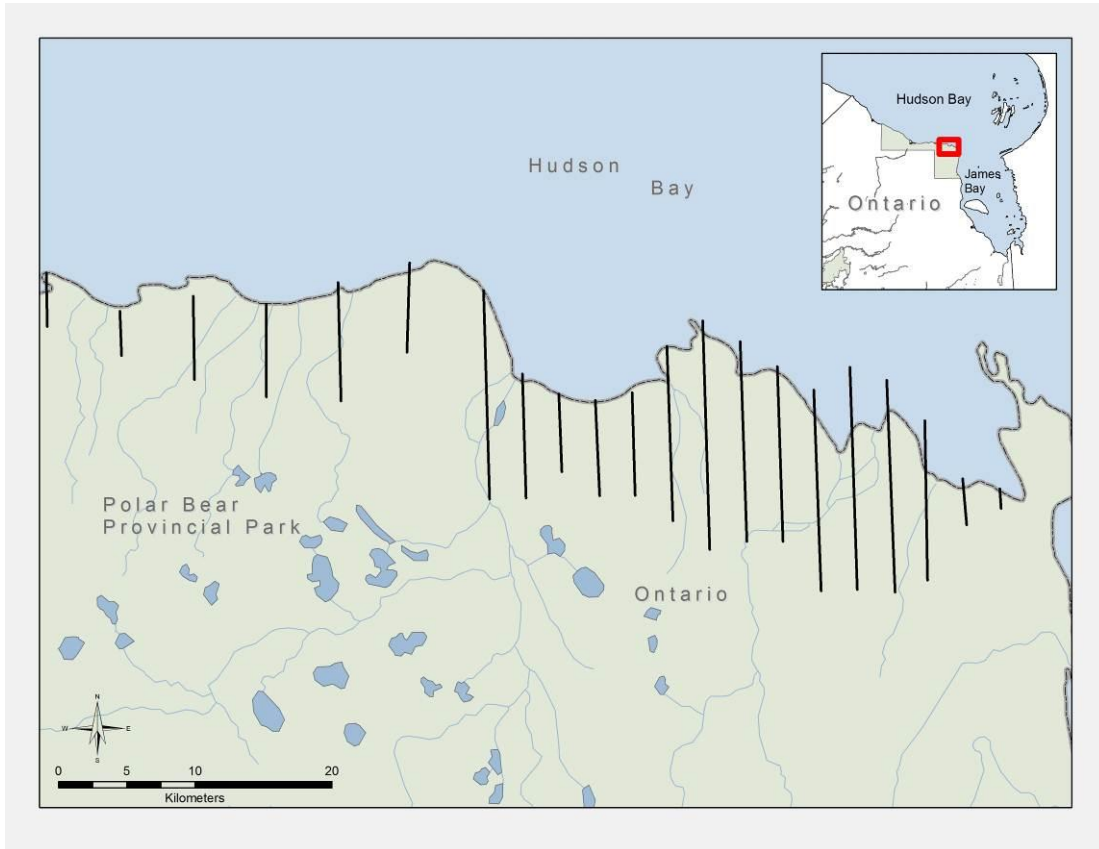 Hudson Bay
Hudson
Bay
James
Bay
Ontario
Polar Bear
Provincial Park
Ontario
N
W
E
S
0 5 10 20
Kilometers